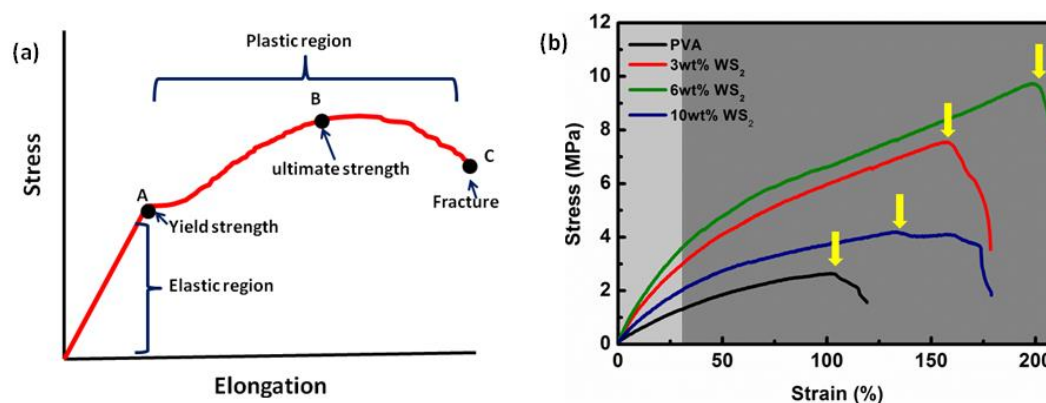 (a)
Plastic region
B
A
C
ultimate strength
Fracture
Yield strength
Elastic region
Stress
Elongation
(b)
12
10
8
6
4
2
0
PVA
3wt% WS₂
6wt% WS₂
10wt% WS₂
Stress (MPa)
0 50 100 150 200
Strain (%)